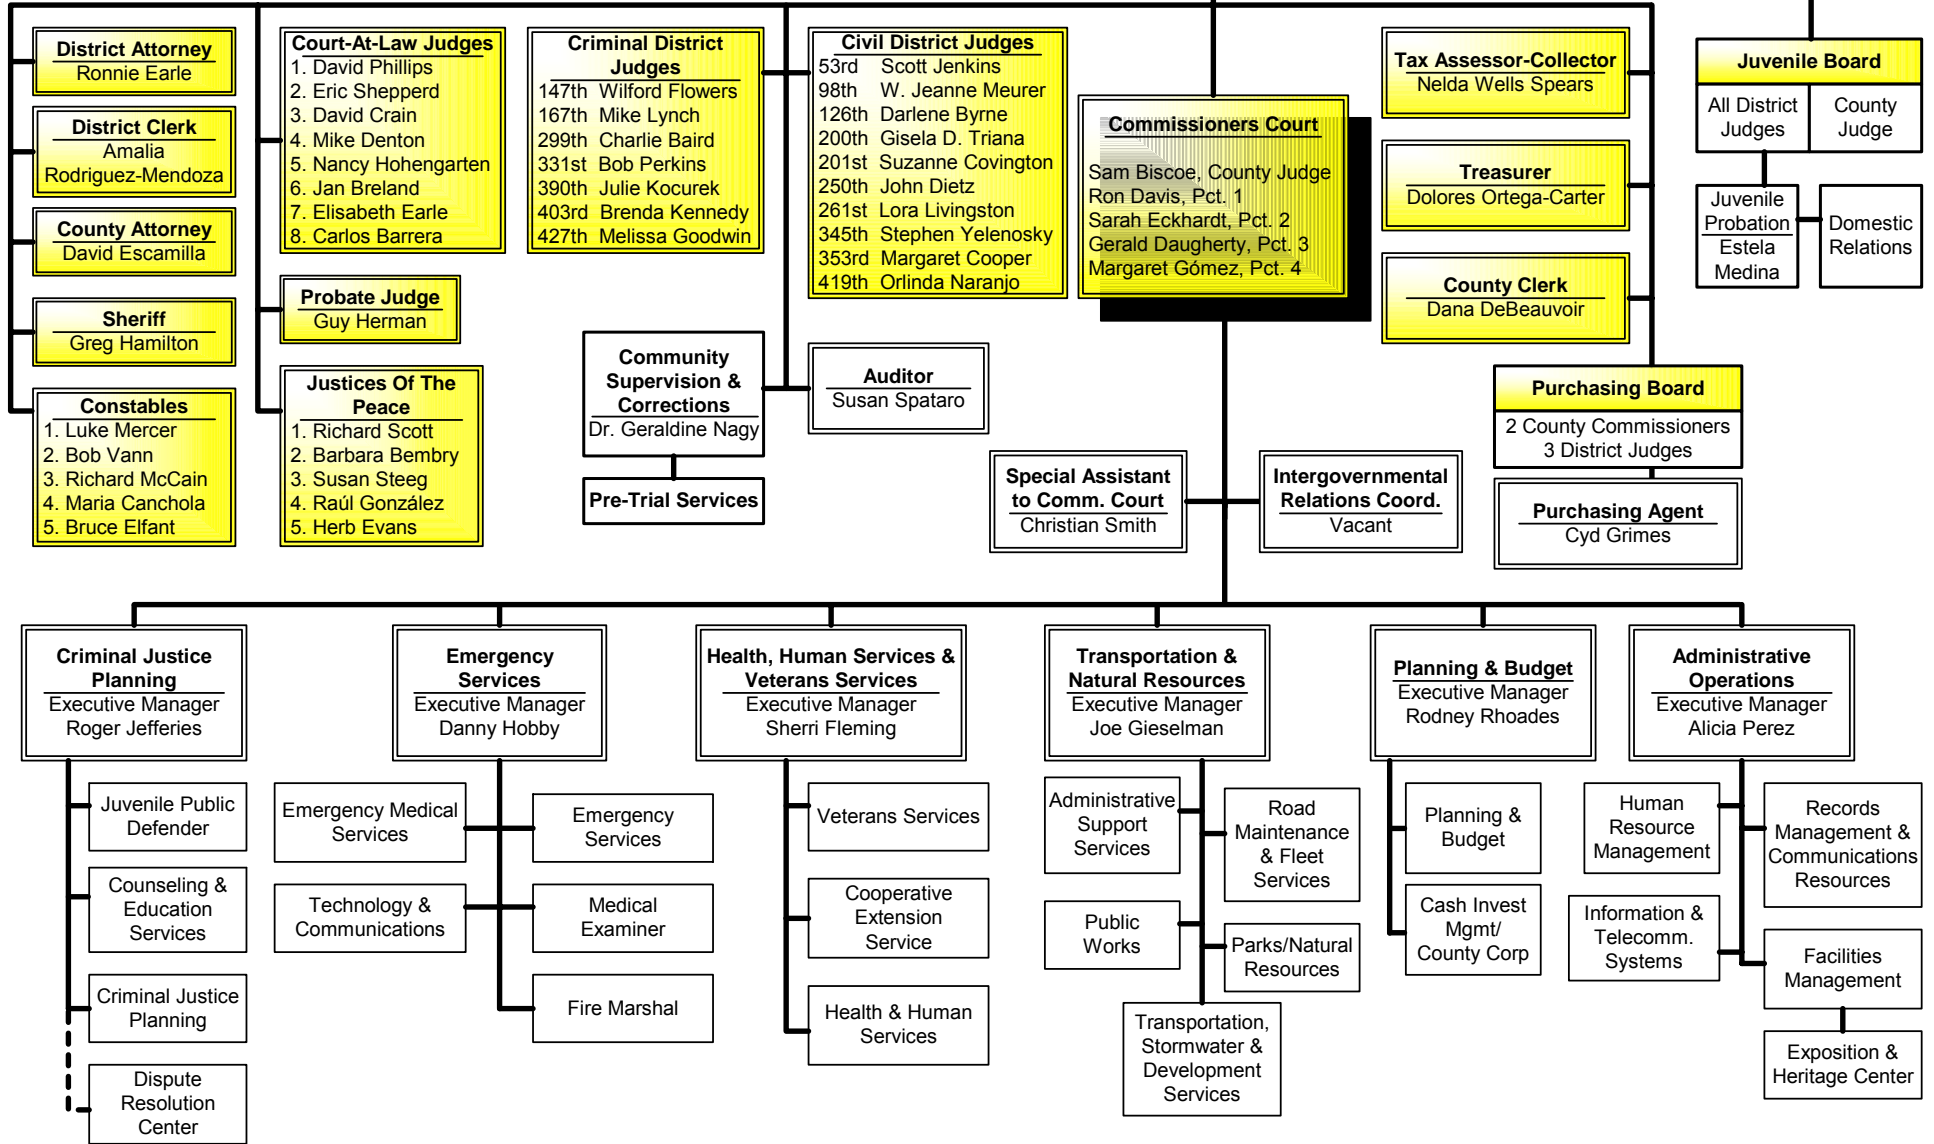 District Attorney
Ronnie Earle
District Clerk
Amalia
Rodriguez-Mendoza
County Attorney
David Escamilla
Sheriff
Greg Hamilton
Constables
1. Luke Mercer
2. Bob Vann
3. Richard McCain
4. Maria Canchola
5. Bruce Elfant
Court-At-Law Judges
1. David Phillips
2. Eric Shepperd
3. David Crain
4. Mike Denton
5. Nancy Hohengarten
6. Jan Breland
7. Elisabeth Earle
8. Carlos Barrera
Probate Judge
Guy Herman
Justices Of The
Peace
1. Richard Scott
2. Barbara Bembry
3. Susan Steeg
4. Raúl González
5. Herb Evans
Criminal District
Judges
147th Wilford Flowers
167th Mike Lynch
299th Charlie Baird
331st Bob Perkins
390th Julie Kocurek
403rd Brenda Kennedy
427th Melissa Goodwin
Civil District Judges
53rd Scott Jenkins
98th W. Jeanne Meurer
126th Darlene Byrne
200th Gisela D. Triana
201st Suzanne Covington
250th John Dietz
261st Lora Livingston
345th Stephen Yelenosky
353rd Margaret Cooper
419th Orlinda Naranjo
Community
Supervision &
Corrections
Dr. Geraldine Nagy
Pre-Trial Services
Auditor
Susan Spataro
Commissioners Court
Sam Biscoe, County Judge
Ron Davis, Pct. 1
Sarah Eckhardt, Pct. 2
Gerald Daugherty, Pct. 3
Margaret Gómez, Pct. 4
Special Assistant
to Comm. Court
Christian Smith
Intergovernmental
Relations Coord.
Vacant
Tax Assessor-Collector
Nelda Wells Spears
Treasurer
Dolores Ortega-Carter
County Clerk
Dana DeBeauvoir
Purchasing Board
2 County Commissioners
3 District Judges
Purchasing Agent
Cyd Grimes
Juvenile Board
All District
Judges
County
Judge
Juvenile
Probation
Estela
Medina
Domestic
Relations
Criminal Justice
Planning
Executive Manager
Roger Jefferies
Juvenile Public
Defender
Counseling &
Education
Services
Criminal Justice
Planning
Dispute
Resolution
Center
Emergency
Services
Executive Manager
Danny Hobby
Emergency Medical
Services
Emergency
Services
Technology &
Communications
Medical
Examiner
Fire Marshal
Health, Human Services &
Veterans Services
Executive Manager
Sherri Fleming
Veterans Services
Cooperative
Extension
Service
Health & Human
Services
Transportation &
Natural Resources
Executive Manager
Joe Gieselman
Administrative
Support
Services
Road
Maintenance
& Fleet
Services
Public
Works
Parks/Natural
Resources
Transportation,
Stormwater &
Development
Services
Planning & Budget
Executive Manager
Rodney Rhoades
Planning &
Budget
Cash Invest
Mgmt/
County Corp
Administrative
Operations
Executive Manager
Alicia Perez
Human
Resource
Management
Records
Management &
Communications
Resources
Information &
Telecomm.
Systems
Facilities
Management
Exposition &
Heritage Center